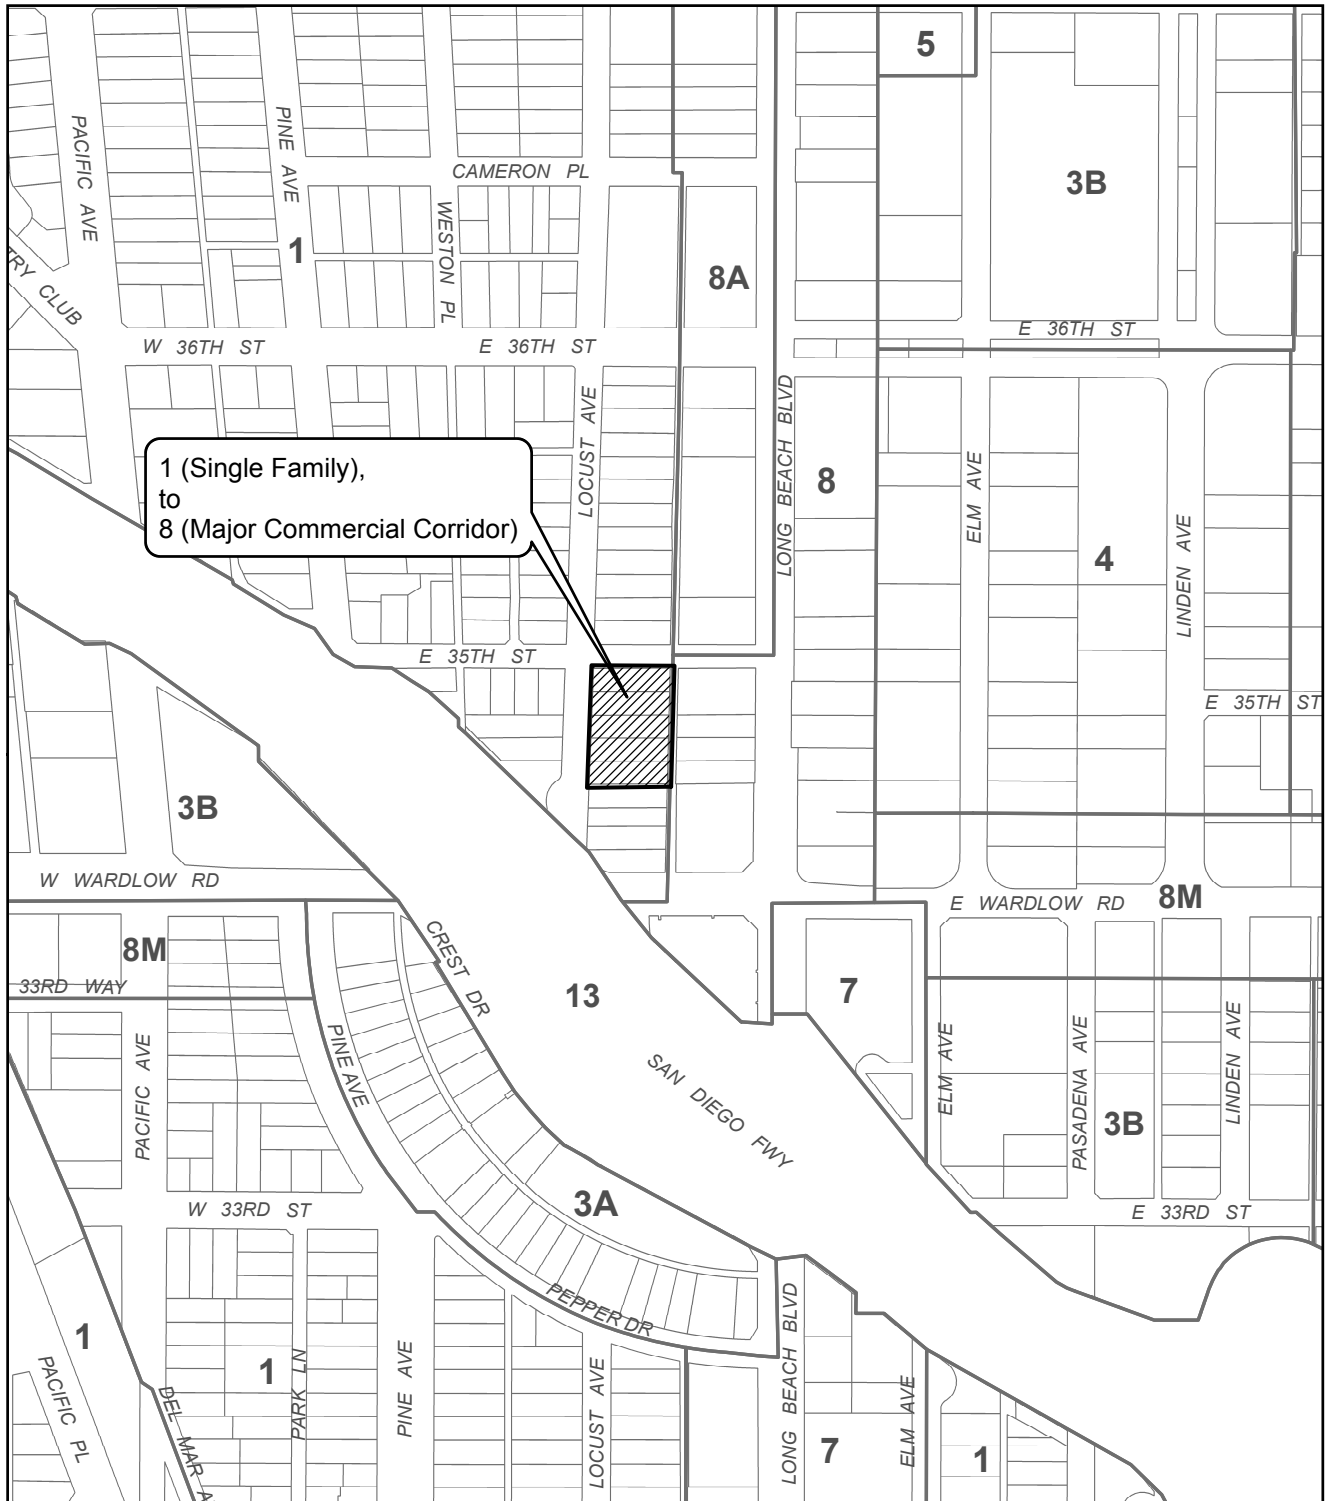 5
PACIFIC AVE
PINE AVE
CAMERON PL
3B
WESTON PL
1
8A
TRY CLUB
W 36TH ST
E 36TH ST
E 36TH ST
LOCUST AVE
LONG BEACH BLVD
1 (Single Family),
to
8 (Major Commercial Corridor)
8
ELM AVE
4
LINDEN AVE
E 35TH ST
E 35TH ST
3B
W WARDLOW RD
E WARDLOW RD
8M
8M
33RD WAY
CREST DR
13
7
PACIFIC AVE
PINE AVE
SAN DIEGO FWY
ELM AVE
PASADENA AVE
LINDEN AVE
3B
W 33RD ST
3A
E 33RD ST
PEPPER DR
1
PACIFIC PL
DEL MAR A
1
PARK LN
PINE AVE
LOCUST AVE
LONG BEACH BLVD
7
ELM AVE
1